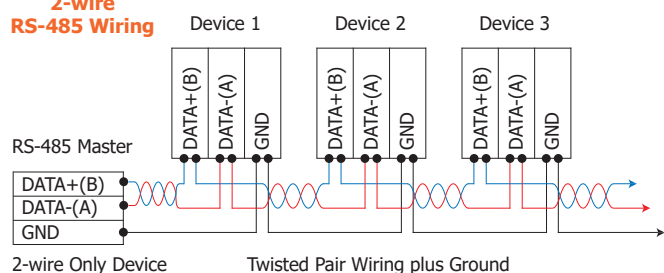 2-wire
RS-485 Wiring
Device 1
Device 2
Device 3
DATA+(B)
DATA-(A)
GND
DATA+(B)
DATA-(A)
GND
DATA+(B)
DATA-(A)
GND
RS-485 Master
DATA+(B)
DATA-(A)
GND
2-wire Only Device
Twisted Pair Wiring plus Ground